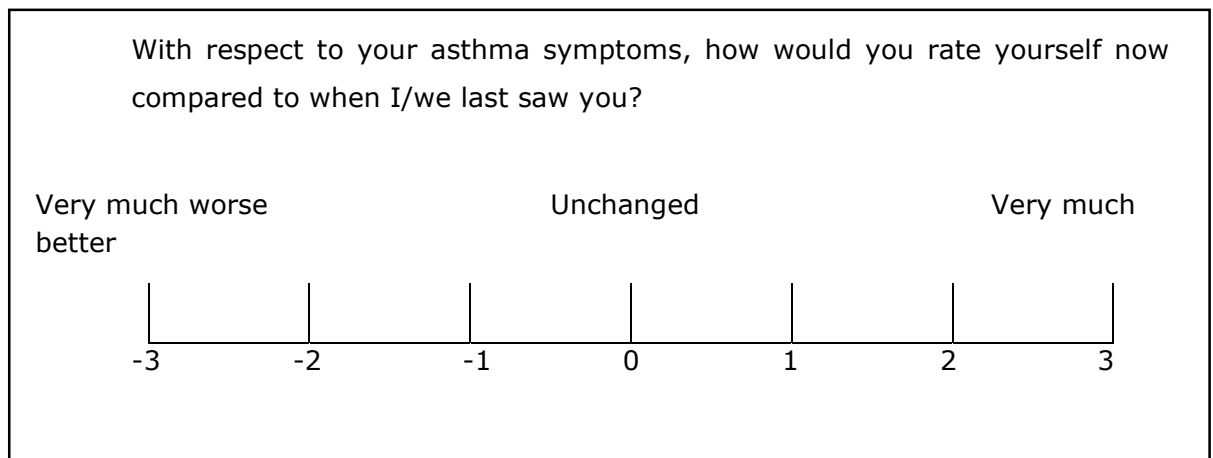 With respect to your asthma symptoms, how would you rate yourself now
compared to when I/we last saw you?
Very much worse Unchanged Very much
better
-3 -2 -1 0 1 2 3